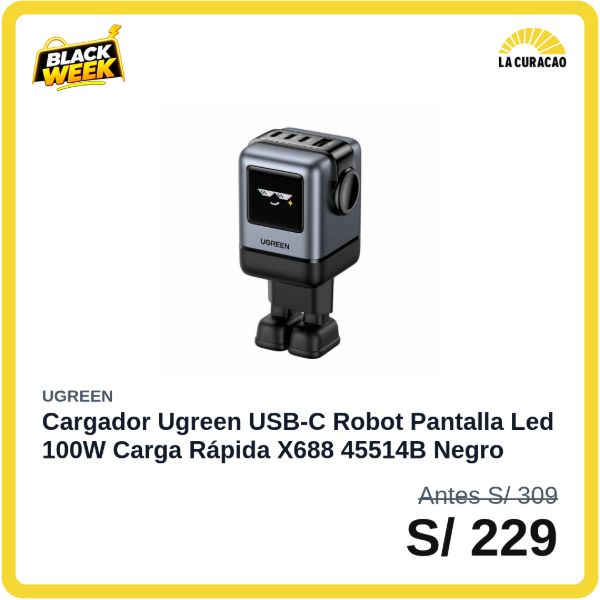 BLACK
WEEK
LA CURACAO
UGREEN
UGREEN
Cargador Ugreen USB-C Robot Pantalla Led
100W Carga Rápida X688 45514B Negro
Antes S/ 309
S/ 229